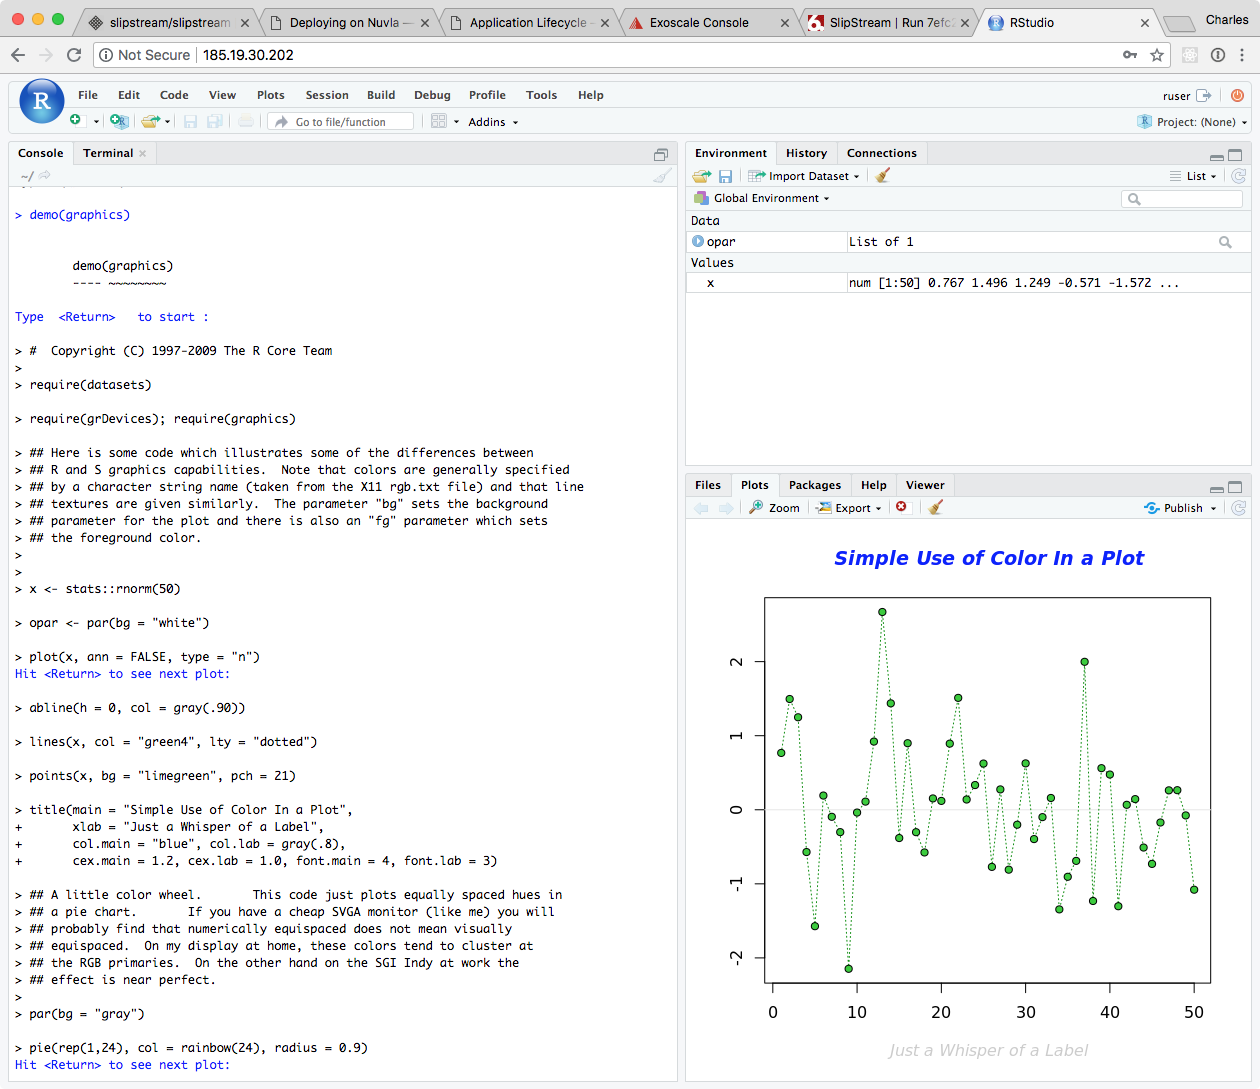 slipstream/slipstream
Deploying on Nuvla —
Application Lifecycle –
Exoscale Console
SlipStream | Run 7efc2
RStudio
Charles
Not Secure
185.19.30.202
R
File Edit Code View Plots Session Build Debug Profile Tools Help
ruser
Go to file/function
Addins
Project: (None)
Console Terminal
~/
> demo(graphics)
demo(graphics)
---- ~~~~~~~~
Type <Return> to start :
> # Copyright (C) 1997-2009 The R Core Team
>
> require(datasets)
> require(grDevices); require(graphics)
> ## Here is some code which illustrates some of the differences between
> ## R and S graphics capabilities. Note that colors are generally specified
> ## by a character string name (taken from the X11 rgb.txt file) and that line
> ## textures are given similarly. The parameter "bg" sets the background
> ## parameter for the plot and there is also an "fg" parameter which sets
> ## the foreground color.
>
>
> x <- stats::rnorm(50)
> opar <- par(bg = "white")
> plot(x, ann = FALSE, type = "n")
Hit <Return> to see next plot:
> abline(h = 0, col = gray(.90))
> lines(x, col = "green4", lty = "dotted")
> points(x, bg = "limegreen", pch = 21)
> title(main = "Simple Use of Color In a Plot",
+ xlab = "Just a Whisper of a Label",
+ col.main = "blue", col.lab = gray(.8),
+ cex.main = 1.2, cex.lab = 1.0, font.main = 4, font.lab = 3)
> ## A little color wheel. This code just plots equally spaced hues in
> ## a pie chart. If you have a cheap SVGA monitor (like me) you will
> ## probably find that numerically equispaced does not mean visually
> ## equispaced. On my display at home, these colors tend to cluster at
> ## the RGB primaries. On the other hand on the SGI Indy at work the
> ## effect is near perfect.
>
> par(bg = "gray")
> pie(rep(1,24), col = rainbow(24), radius = 0.9)
Hit <Return> to see next plot:
Environment History Connections
Import Dataset
List
Global Environment
Data
opar List of 1
Values
x num [1:50] 0.767 1.496 1.249 -0.571 -1.572 ...
Files Plots Packages Help Viewer
Zoom Export Publish
Simple Use of Color In a Plot
2
1
0
-1
-2
0 10 20 30 40 50
Just a Whisper of a Label